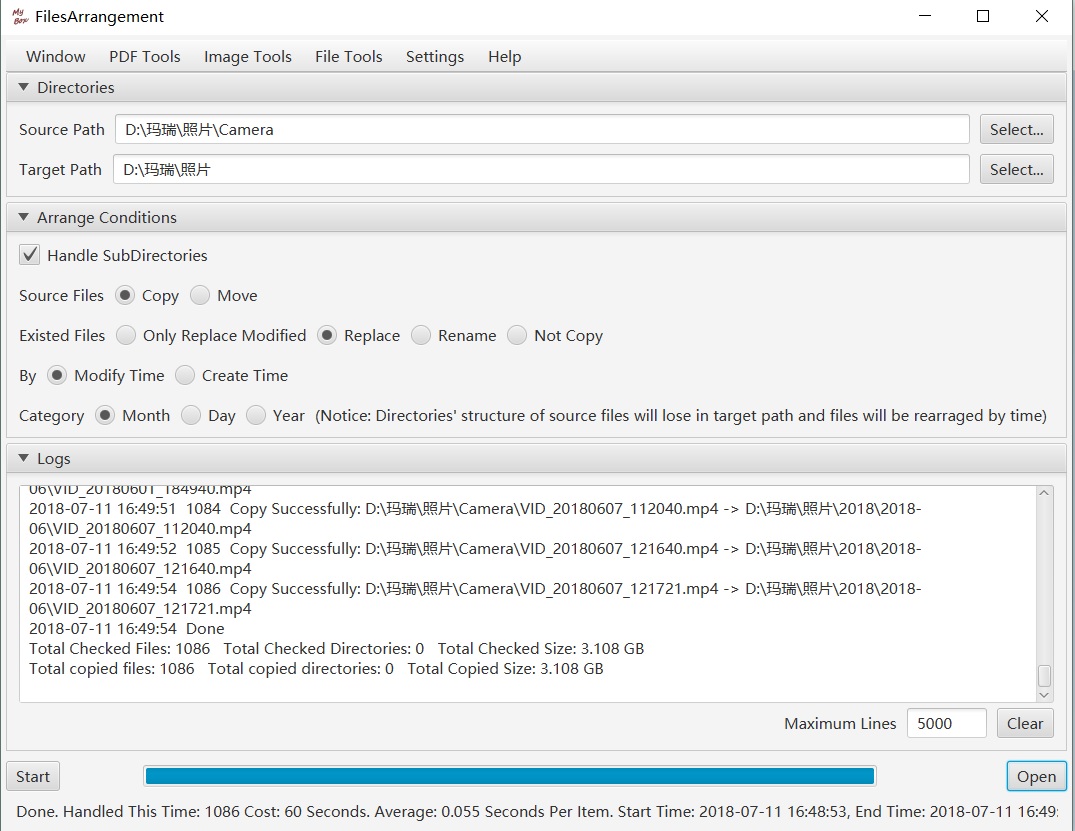 My Box FilesArrangement
Window PDF Tools Image Tools File Tools Settings Help
Directories
Source Path D:\玛瑞\照片\Camera Select...
Target Path D:\玛瑞\照片 Select...
Arrange Conditions
Handle SubDirectories
Source Files Copy Move
Existed Files Only Replace Modified Replace Rename Not Copy
By Modify Time Create Time
Category Month Day Year (Notice: Directories' structure of source files will lose in target path and files will be rearraged by time)
Logs
06\VID_20180601_184940.mp4
2018-07-11 16:49:51 1084 Copy Successfully: D:\玛瑞\照片\Camera\VID_20180607_112040.mp4 -> D:\玛瑞\照片\2018\2018-
06\VID_20180607_112040.mp4
2018-07-11 16:49:52 1085 Copy Successfully: D:\玛瑞\照片\Camera\VID_20180607_121640.mp4 -> D:\玛瑞\照片\2018\2018-
06\VID_20180607_121640.mp4
2018-07-11 16:49:54 1086 Copy Successfully: D:\玛瑞\照片\Camera\VID_20180607_121721.mp4 -> D:\玛瑞\照片\2018\2018-
06\VID_20180607_121721.mp4
2018-07-11 16:49:54 Done
Total Checked Files: 1086 Total Checked Directories: 0 Total Checked Size: 3.108 GB
Total copied files: 1086 Total copied directories: 0 Total Copied Size: 3.108 GB
Maximum Lines 5000 Clear
Start Open
Done. Handled This Time: 1086 Cost: 60 Seconds. Average: 0.055 Seconds Per Item. Start Time: 2018-07-11 16:48:53, End Time: 2018-07-11 16:49: